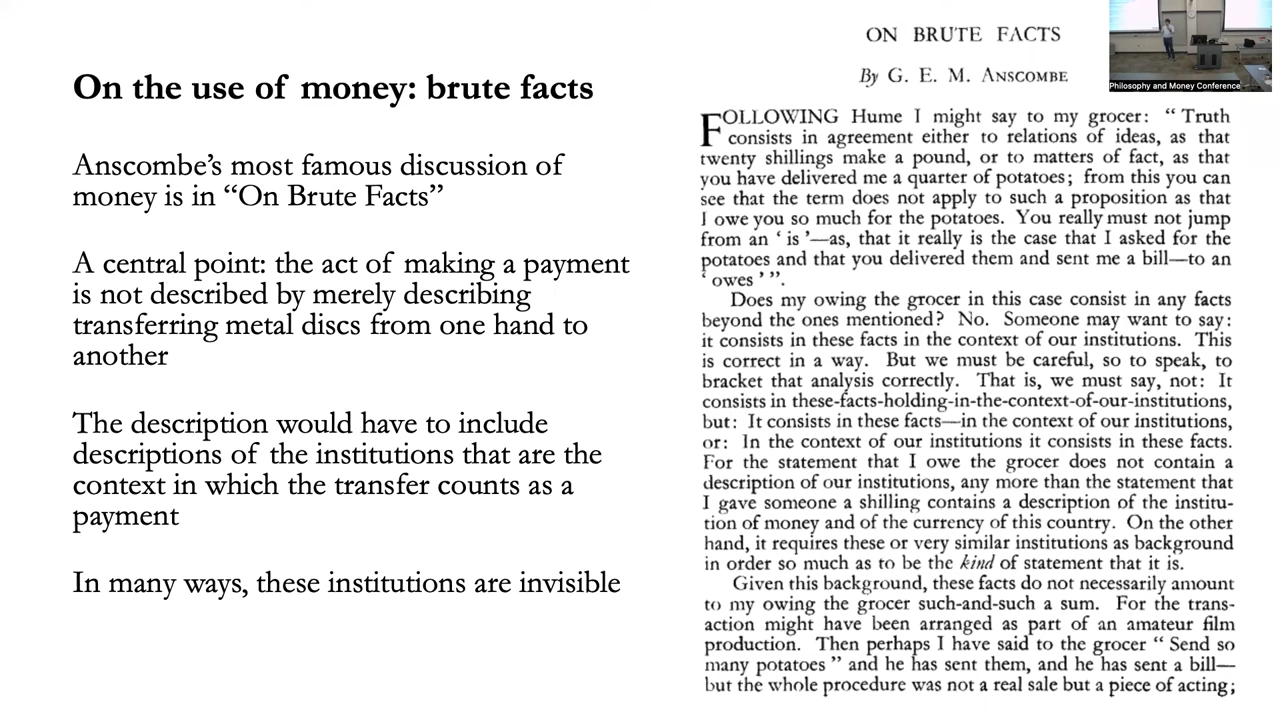 On the use of money: brute facts
Anscombe’s most famous discussion of
money is in “On Brute Facts”
A central point: the act of making a payment
is not described by merely describing
transferring metal discs from one hand to
another
The description would have to include
descriptions of the institutions that are the
context in which the transfer counts as a
payment
In many ways, these institutions are invisible
ON BRUTE FACTS
By G. E. M. ANSCOMBE
FOLLOWING Hume I might say to my grocer: “ Truth
consists in agreement either to relations of ideas, as that
twenty shillings make a pound, or to matters of fact, as that
you have delivered me a quarter of potatoes; from this you can
see that the term does not apply to such a proposition as that
I owe you so much for the potatoes. You really must not jump
from an ‘ is ’—as, that it really is the case that I asked for the
potatoes and that you delivered them and sent me a bill—to an
‘ owes ’ ”.
Does my owing the grocer in this case consist in any facts
beyond the ones mentioned? No. Someone may want to say:
it consists in these facts in the context of our institutions. This
is correct in a way. But we must be careful, so to speak, to
bracket that analysis correctly. That is, we must say, not: It
consists in these-facts-holding-in-the-context-of-our-institutions,
but: It consists in these facts—in the context of our institutions,
or: In the context of our institutions it consists in these facts.
For the statement that I owe the grocer does not contain a
description of our institutions, any more than the statement that
I gave someone a shilling contains a description of the institu-
tion of money and of the currency of this country. On the other
hand, it requires these or very similar institutions as background
in order so much as to be the kind of statement that it is.
Given this background, these facts do not necessarily amount
to my owing the grocer such-and-such a sum. For the trans-
action might have been arranged as part of an amateur film
production. Then perhaps I have said to the grocer “ Send so
many potatoes ” and he has sent them, and he has sent a bill—
but the whole procedure was not a real sale but a piece of acting;
Philosophy and Money Conference